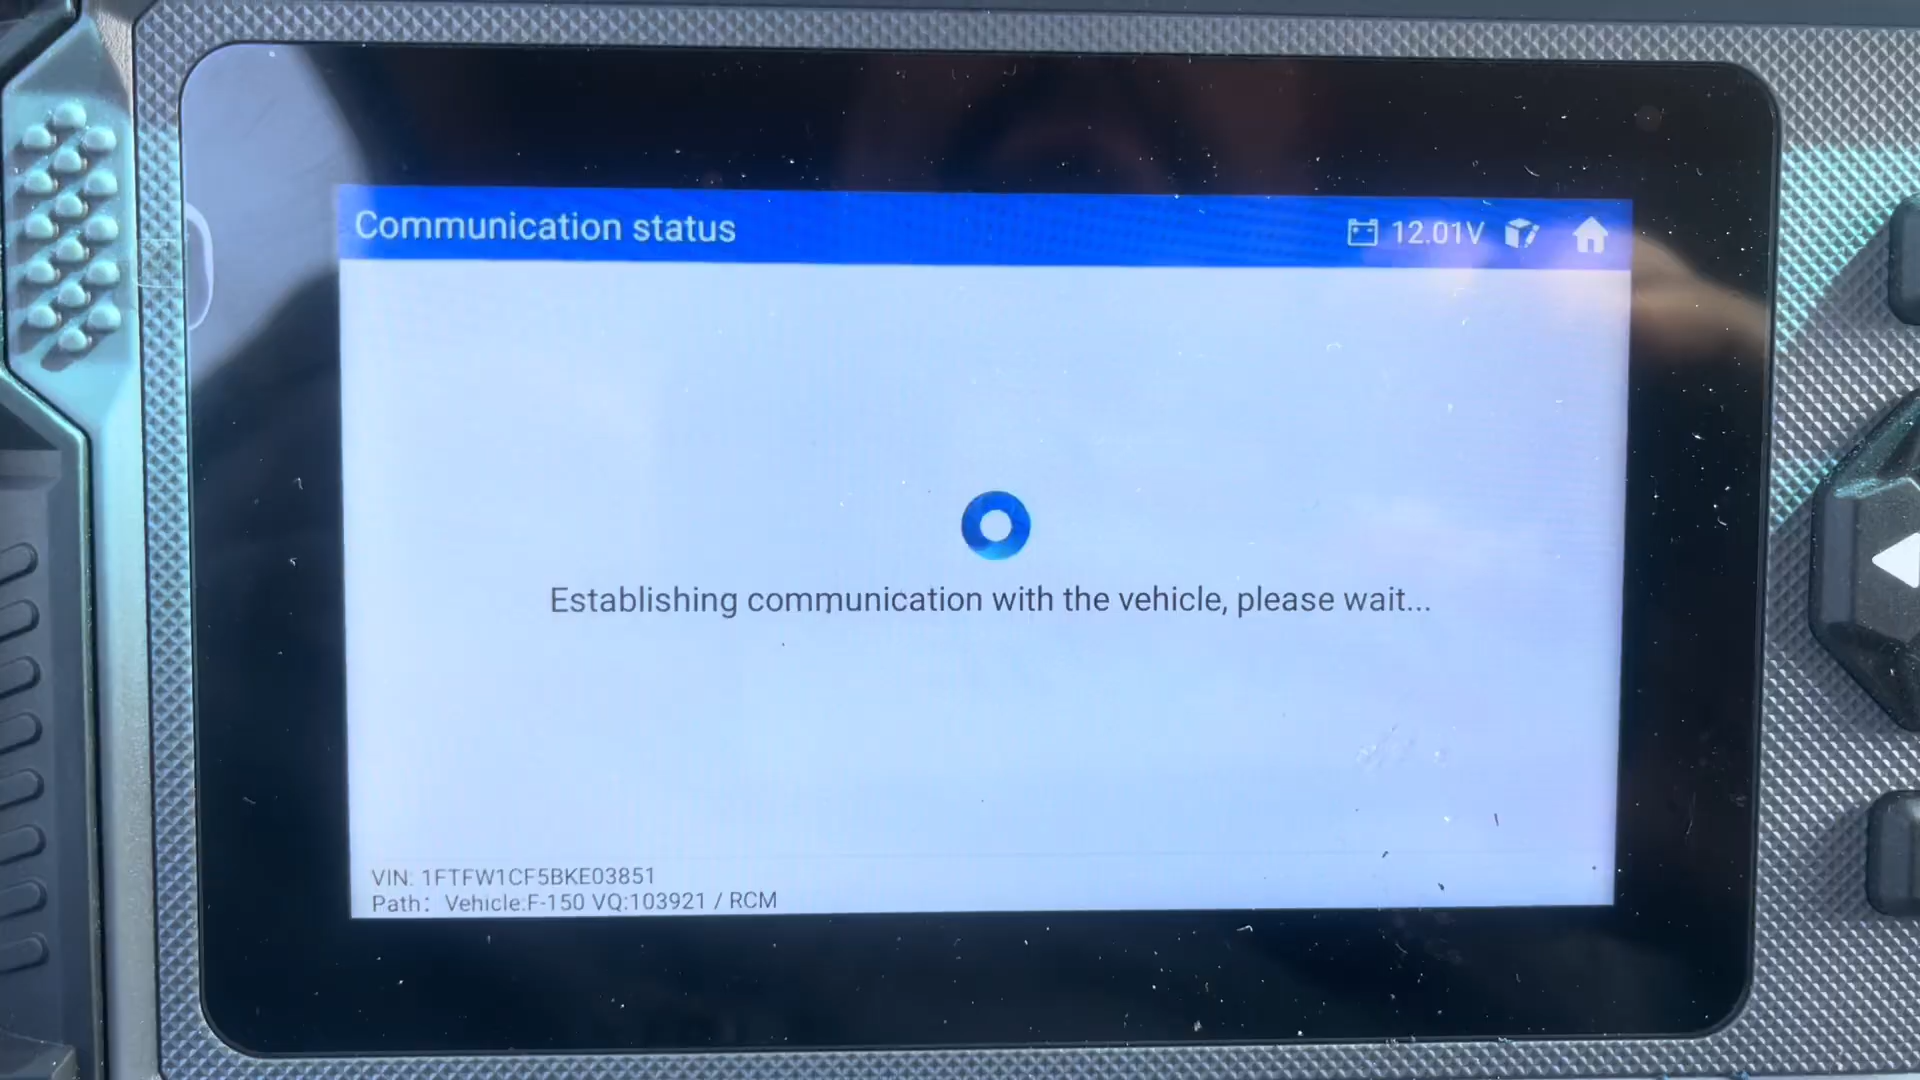 Communication status
12.01V
Establishing communication with the vehicle, please wait...
VIN: 1FTFW1CF5BKE03851
Path: Vehicle:F-150 VQ:103921 / RCM